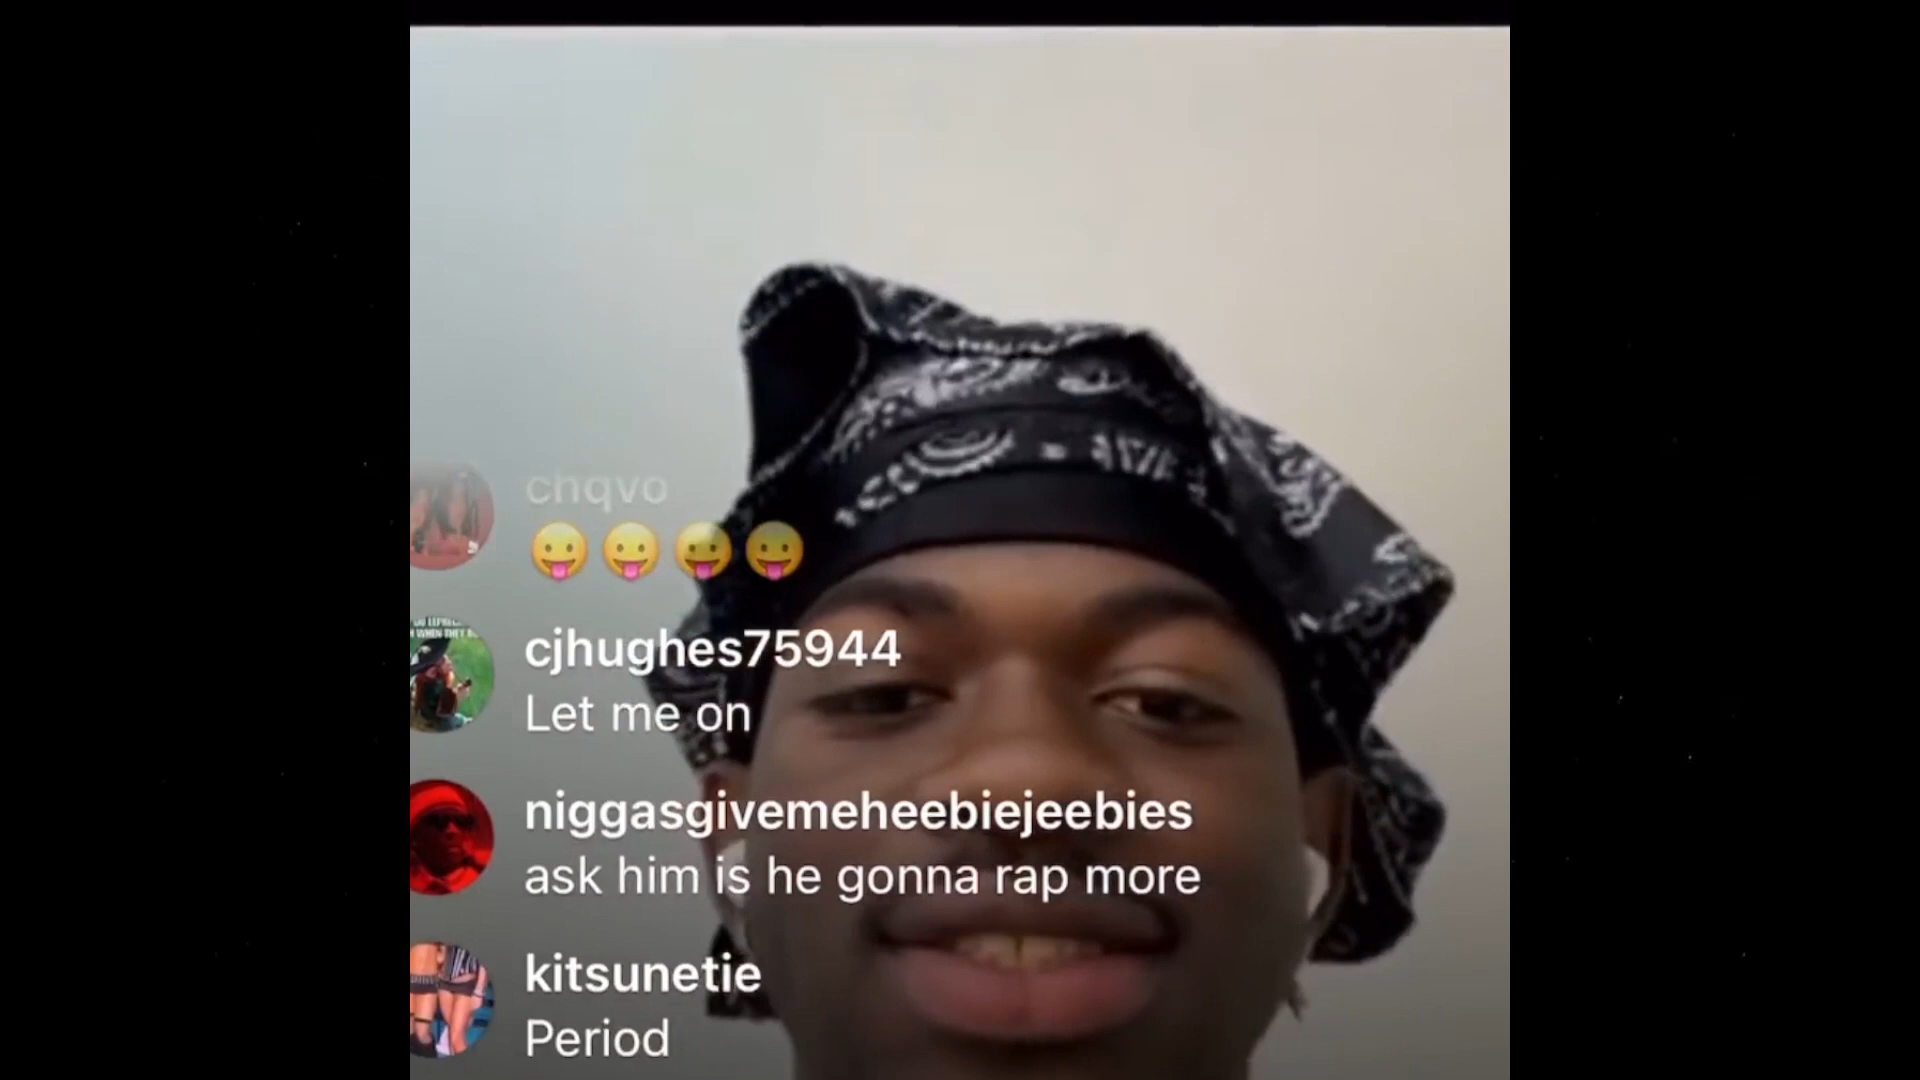 chqvo
😛😛😛😛
cjhughes75944
Let me on
niggasgivemeheebiejeebies
ask him is he gonna rap more
kitsunetie
Period